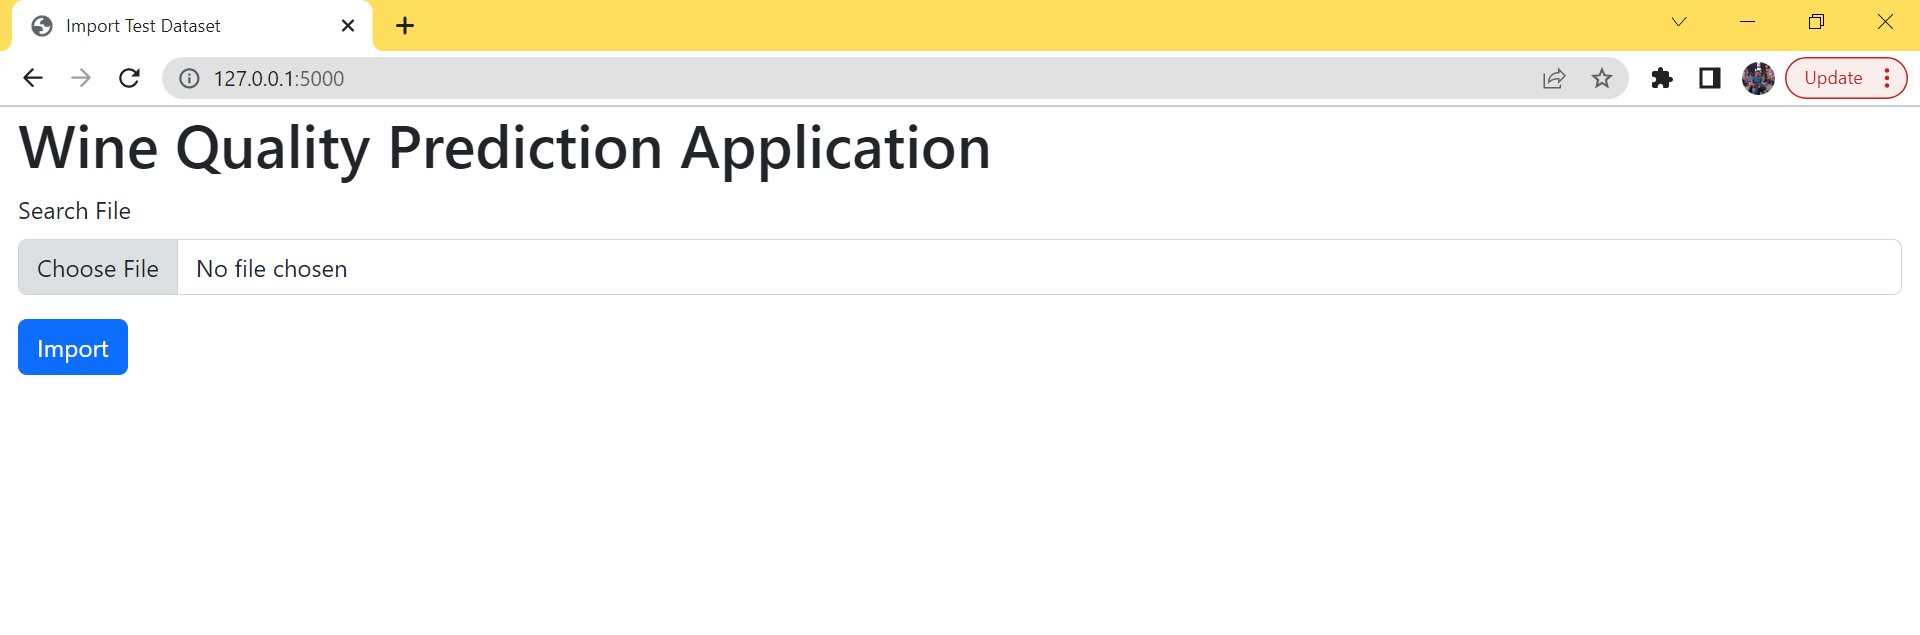 Import Test Dataset
127.0.0.1:5000
Update
Wine Quality Prediction Application
Search File
Choose File No file chosen
Import